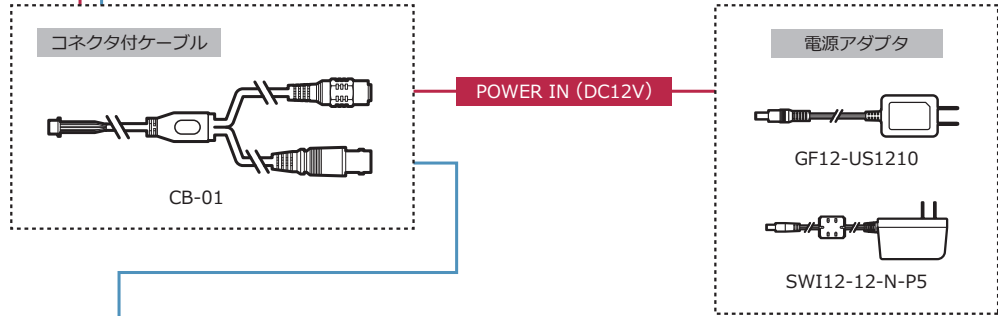 コネクタ付ケーブル
CB-01
POWER IN（DC12V）
電源アダプタ
GF12-US1210
SWI12-12-N-P5